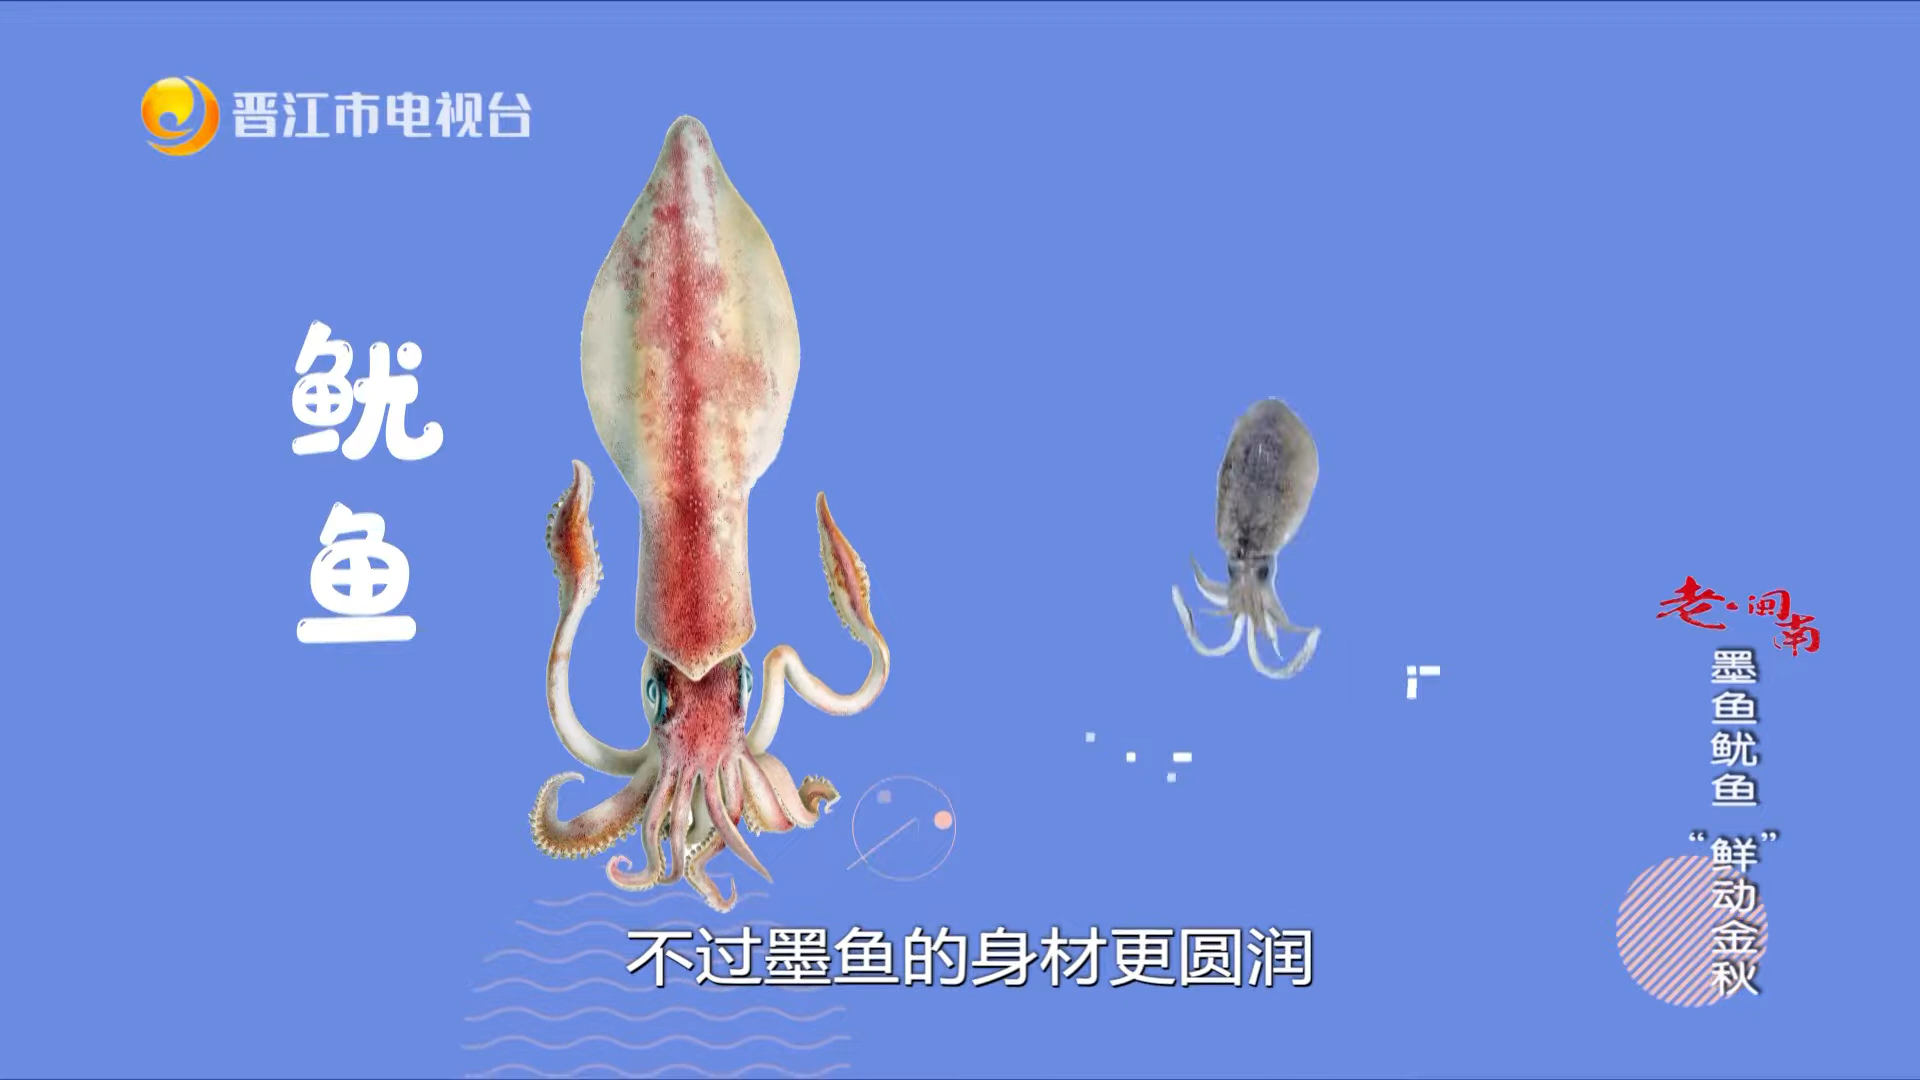 晋江市电视台
鱿鱼
老·闽南
墨鱼鱿鱼“鲜”动金秋
不过墨鱼的身材更圆润